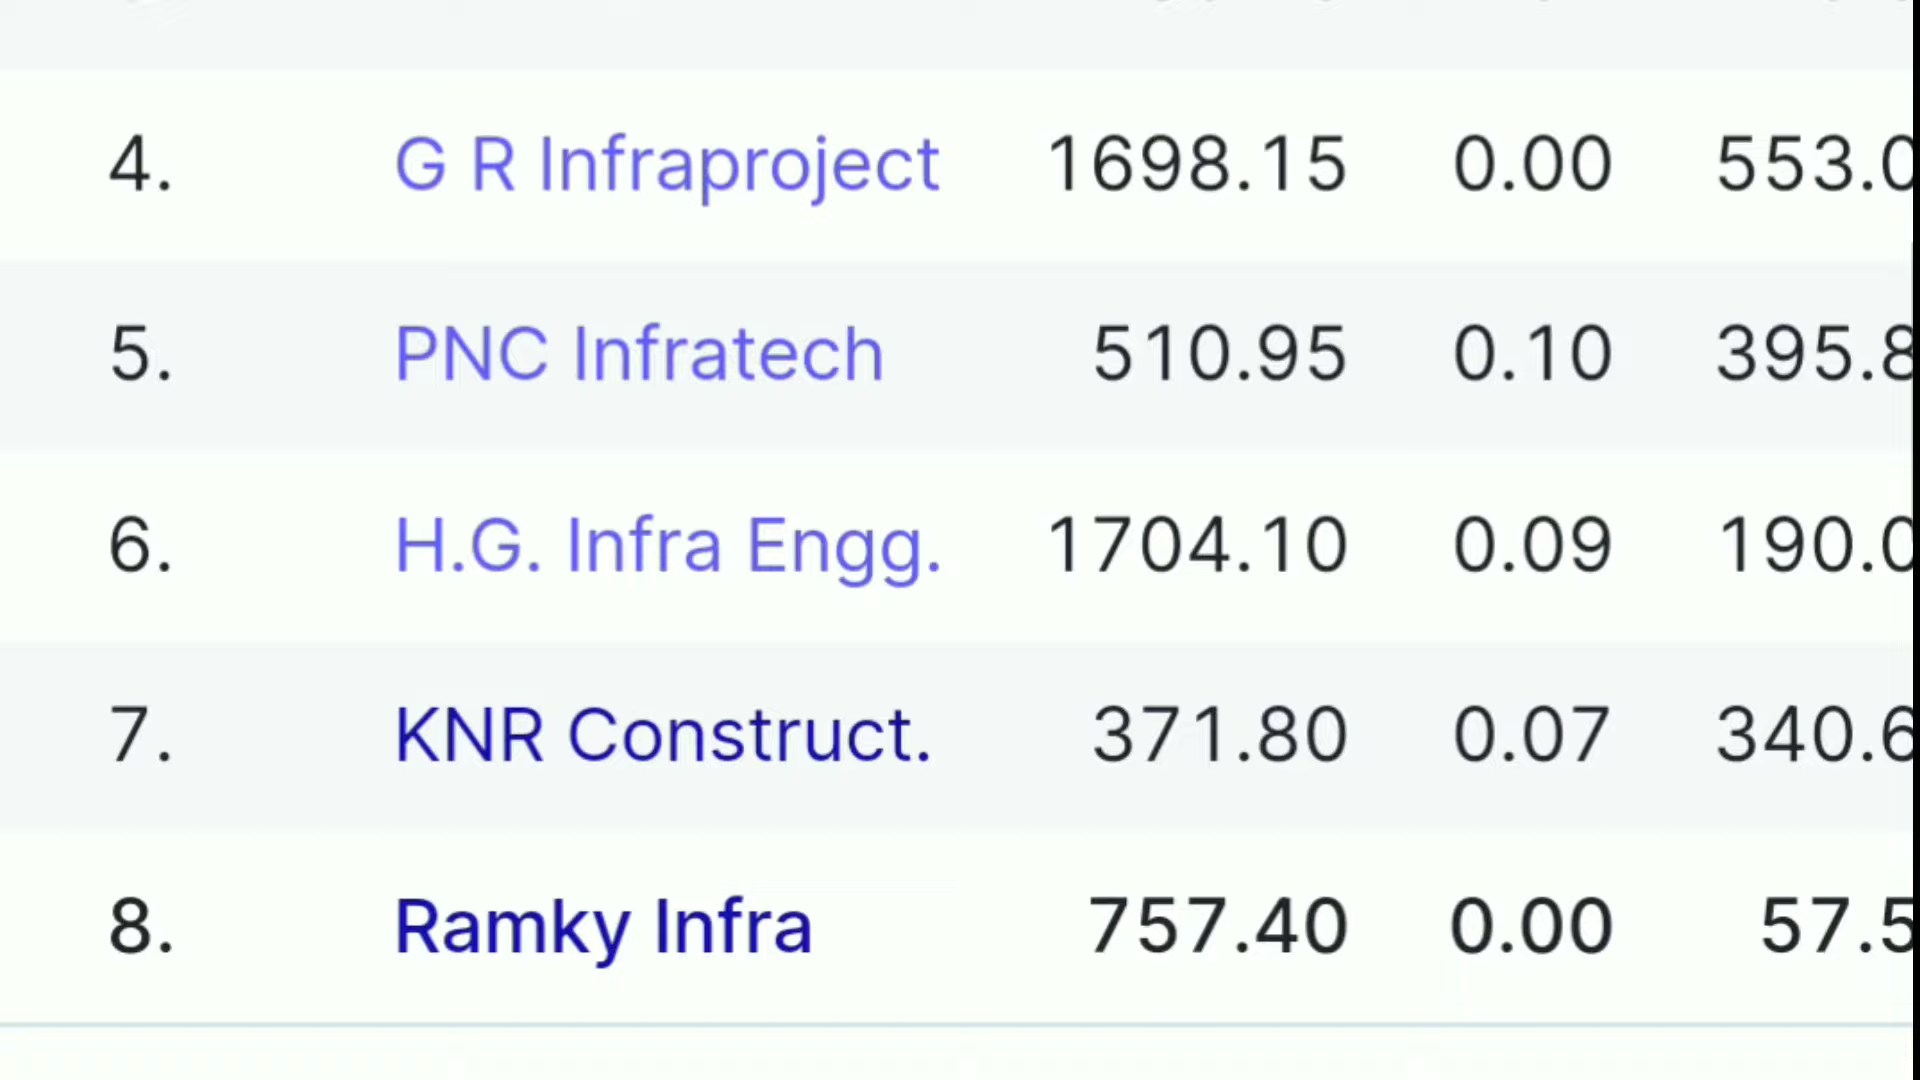 4. G R Infraproject 1698.15 0.00 553.0
5. PNC Infratech 510.95 0.10 395.8
6. H.G. Infra Engg. 1704.10 0.09 190.0
7. KNR Construct. 371.80 0.07 340.6
8. Ramky Infra 757.40 0.00 57.5